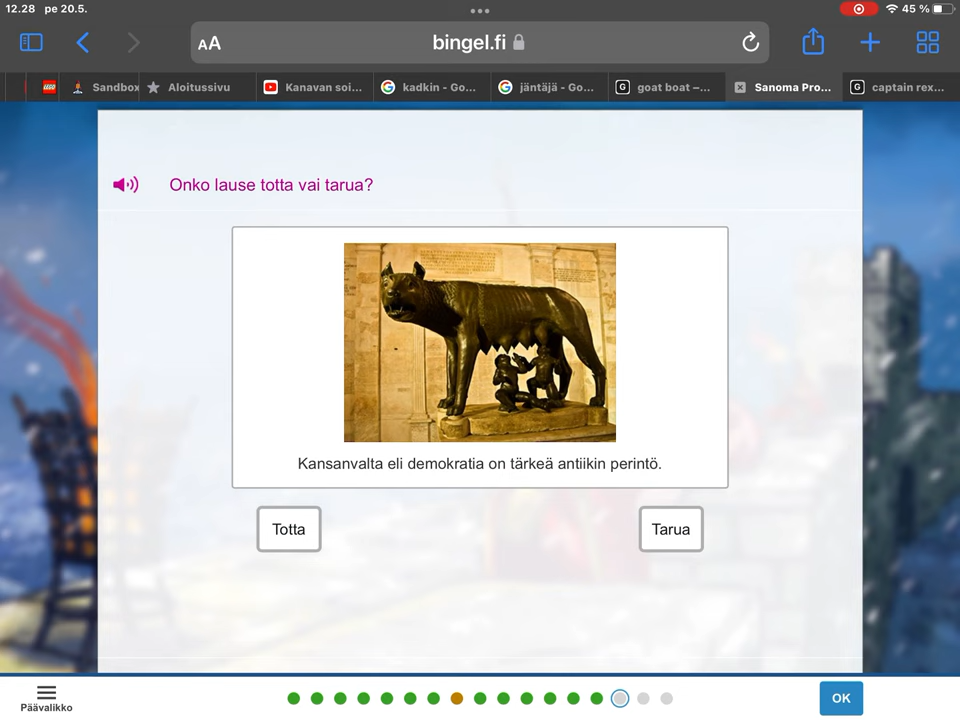 12.28 pe 20.5.
45 %
AA bingel.fi
LEGO Sandbox Aloitussivu Kanavan soi... kadkin - Go... jäntäjä - Go... goat boat –... Sanoma Pro... captain rex...
Onko lause totta vai tarua?
Kansanvalta eli demokratia on tärkeä antiikin perintö.
Totta Tarua
Päävalikko
OK